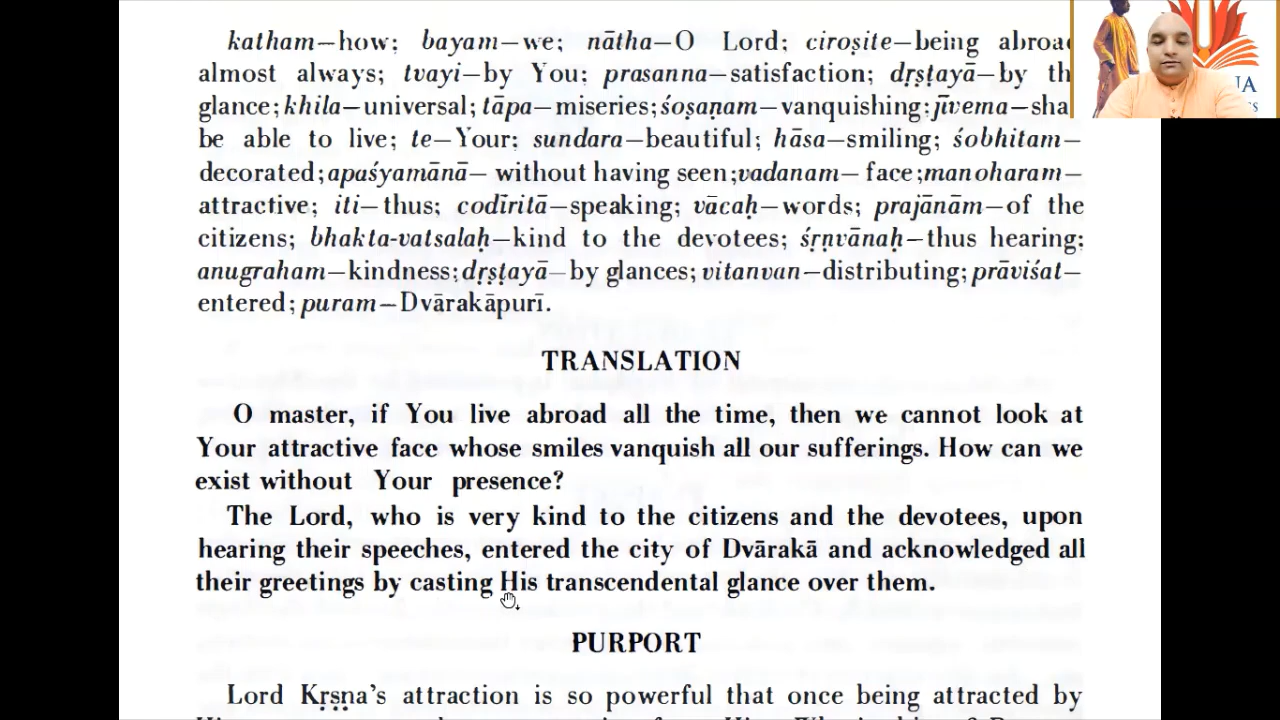 katham—how; bayam—we; nātha—O Lord; ciroṣite—being abroad
almost always; tvayi—by You; prasanna—satisfaction; dṛṣṭayā—by the
glance; khila—universal; tāpa—miseries; śoṣaṇam—vanquishing; jīvema—shall
be able to live; te—Your; sundara—beautiful; hāsa—smiling; śobhitam—
decorated; apaśyamānā— without having seen; vadanam— face; manoharam—
attractive; iti—thus; codīritā—speaking; vācaḥ—words; prajānām—of the
citizens; bhakta-vatsalaḥ—kind to the devotees; śṛṇvānaḥ—thus hearing;
anugraham—kindness; dṛṣṭayā—by glances; vitanvan—distributing; prāviśat—
entered; puram—Dvārakāpurī.
TRANSLATION
O master, if You live abroad all the time, then we cannot look at
Your attractive face whose smiles vanquish all our sufferings. How can we
exist without Your presence?
The Lord, who is very kind to the citizens and the devotees, upon
hearing their speeches, entered the city of Dvārakā and acknowledged all
their greetings by casting His transcendental glance over them.
PURPORT
Lord Kṛṣṇa's attraction is so powerful that once being attracted by